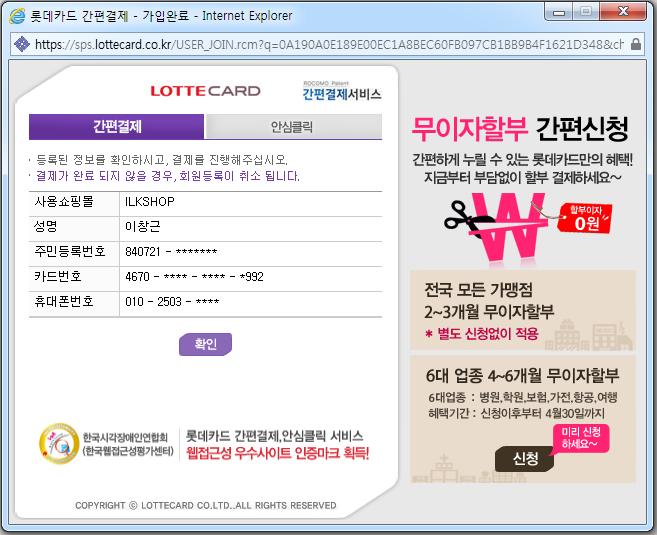 롯데카드 간편결제 - 가입완료 - Internet Explorer
https://sps.lottecard.co.kr/USER_JOIN.rcm?q=0A190A0E189E00EC1A8BEC60FB097CB1BB9B4F1621D348&ch
LOTTE CARD
ROCOMO Patent
간편결제서비스
간편결제
안심클릭
· 등록된 정보를 확인하시고, 결제를 진행해주십시오.
· 결제가 완료 되지 않을 경우, 회원등록이 취소 됩니다.
사용쇼핑몰 ILKSHOP
성명 이창근
주민등록번호 840721 - *******
카드번호 4670 - **** - **** - *992
휴대폰번호 010 - 2503 - ****
확인
한국시각장애인연합회
(한국웹접근성평가센터)
롯데카드 간편결제,안심클릭 서비스
웹접근성 우수사이트 인증마크 획득!
COPYRIGHT ⓒ LOTTECARD CO.LTD..ALL RIGHTS RESERVED
무이자할부 간편신청
간편하게 누릴 수 있는 롯데카드만의 혜택!
지금부터 부담없이 할부 결제하세요~
₩
할부이자
0원
전국 모든 가맹점
2~3개월 무이자할부
* 별도 신청없이 적용
6대 업종 4~6개월 무이자할부
6대업종 : 병원,학원,보험,가전,항공,여행
혜택기간 : 신청이후부터 4월30일까지
미리 신청
하세요~
신청